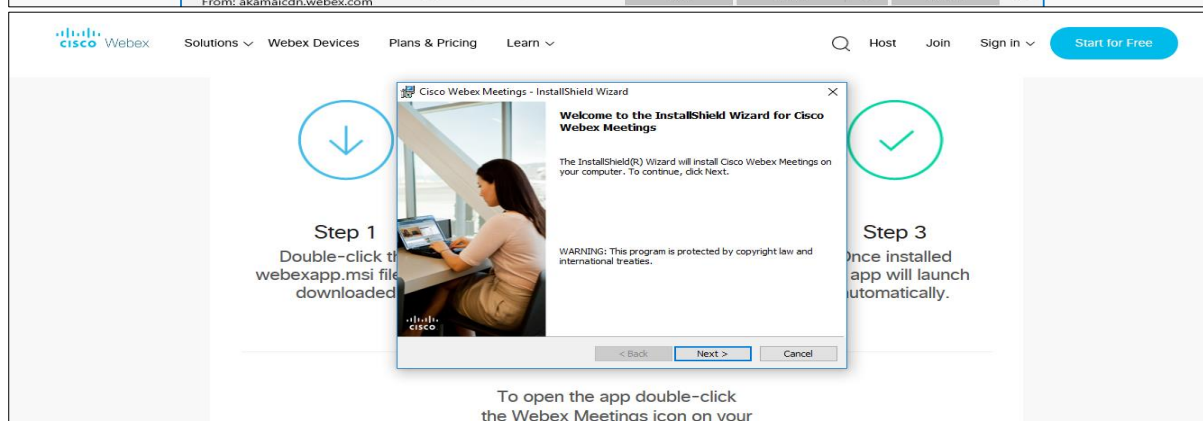 From: akamaicdn.webex.com
CISCO Webex Solutions Webex Devices Plans & Pricing Learn Host Join Sign in Start for Free
Cisco Webex Meetings - InstallShield Wizard
Welcome to the InstallShield Wizard for Cisco
Webex Meetings
The InstallShield(R) Wizard will install Cisco Webex Meetings on
your computer. To continue, click Next.
WARNING: This program is protected by copyright law and
international treaties.
CISCO
< Back Next > Cancel
Step 1
Double-click
webexapp.msi
downloaded
Step 3
Once installed
app will launch
automatically.
To open the app double-click
the Webex Meetings icon on your